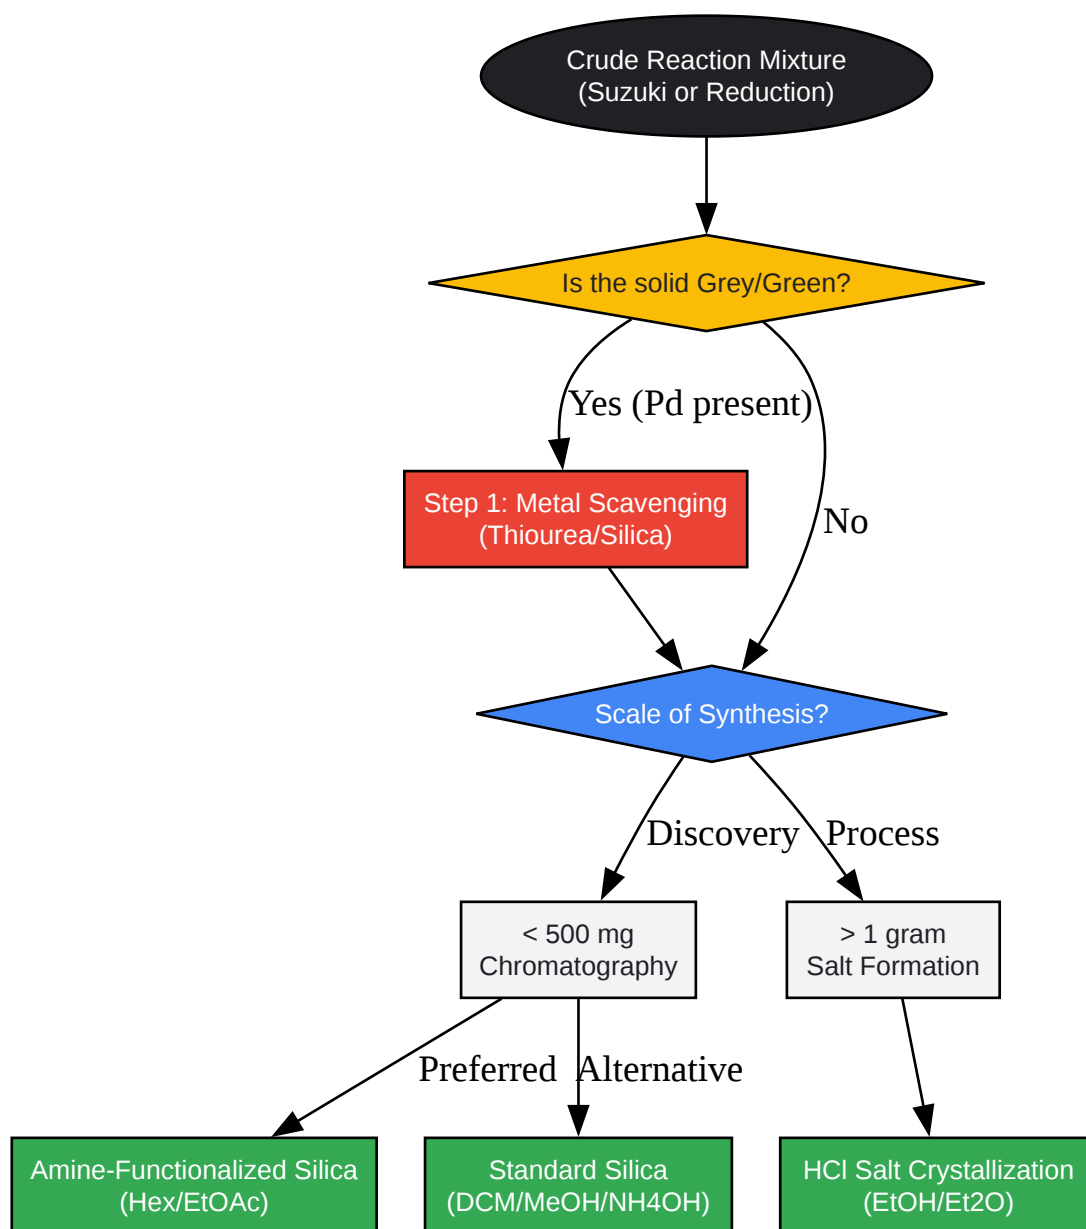 Crude Reaction Mixture
(Suzuki or Reduction)
Is the solid Grey/Green?
Yes (Pd present)
Step 1: Metal Scavenging
(Thiourea/Silica)
No
Scale of Synthesis?
Discovery
Process
< 500 mg
Chromatography
> 1 gram
Salt Formation
Preferred
Alternative
Amine-Functionalized Silica
(Hex/EtOAc)
Standard Silica
(DCM/MeOH/NH4OH)
HCl Salt Crystallization
(EtOH/Et2O)